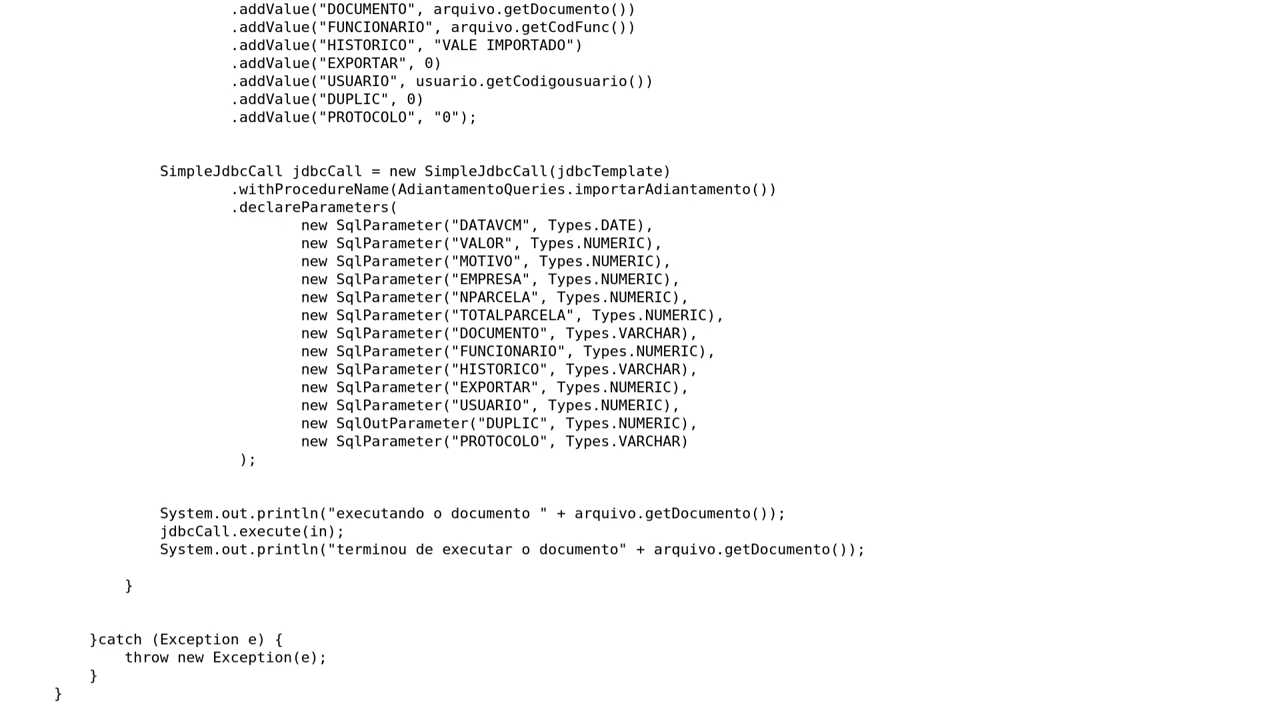 .addValue("DOCUMENTO", arquivo.getDocumento())
.addValue("FUNCIONARIO", arquivo.getCodFunc())
.addValue("HISTORICO", "VALE IMPORTADO")
.addValue("EXPORTAR", 0)
.addValue("USUARIO", usuario.getCodigousuario())
.addValue("DUPLIC", 0)
.addValue("PROTOCOLO", "0");
SimpleJdbcCall jdbcCall = new SimpleJdbcCall(jdbcTemplate)
.withProcedureName(AdiantamentoQueries.importarAdiantamento())
.declareParameters(
new SqlParameter("DATAVCM", Types.DATE),
new SqlParameter("VALOR", Types.NUMERIC),
new SqlParameter("MOTIVO", Types.NUMERIC),
new SqlParameter("EMPRESA", Types.NUMERIC),
new SqlParameter("NPARCELA", Types.NUMERIC),
new SqlParameter("TOTALPARCELA", Types.NUMERIC),
new SqlParameter("DOCUMENTO", Types.VARCHAR),
new SqlParameter("FUNCIONARIO", Types.NUMERIC),
new SqlParameter("HISTORICO", Types.VARCHAR),
new SqlParameter("EXPORTAR", Types.NUMERIC),
new SqlParameter("USUARIO", Types.NUMERIC),
new SqlOutParameter("DUPLIC", Types.NUMERIC),
new SqlParameter("PROTOCOLO", Types.VARCHAR)
);
System.out.println("executando o documento " + arquivo.getDocumento());
jdbcCall.execute(in);
System.out.println("terminou de executar o documento" + arquivo.getDocumento());
}
}catch (Exception e) {
throw new Exception(e);
}
}